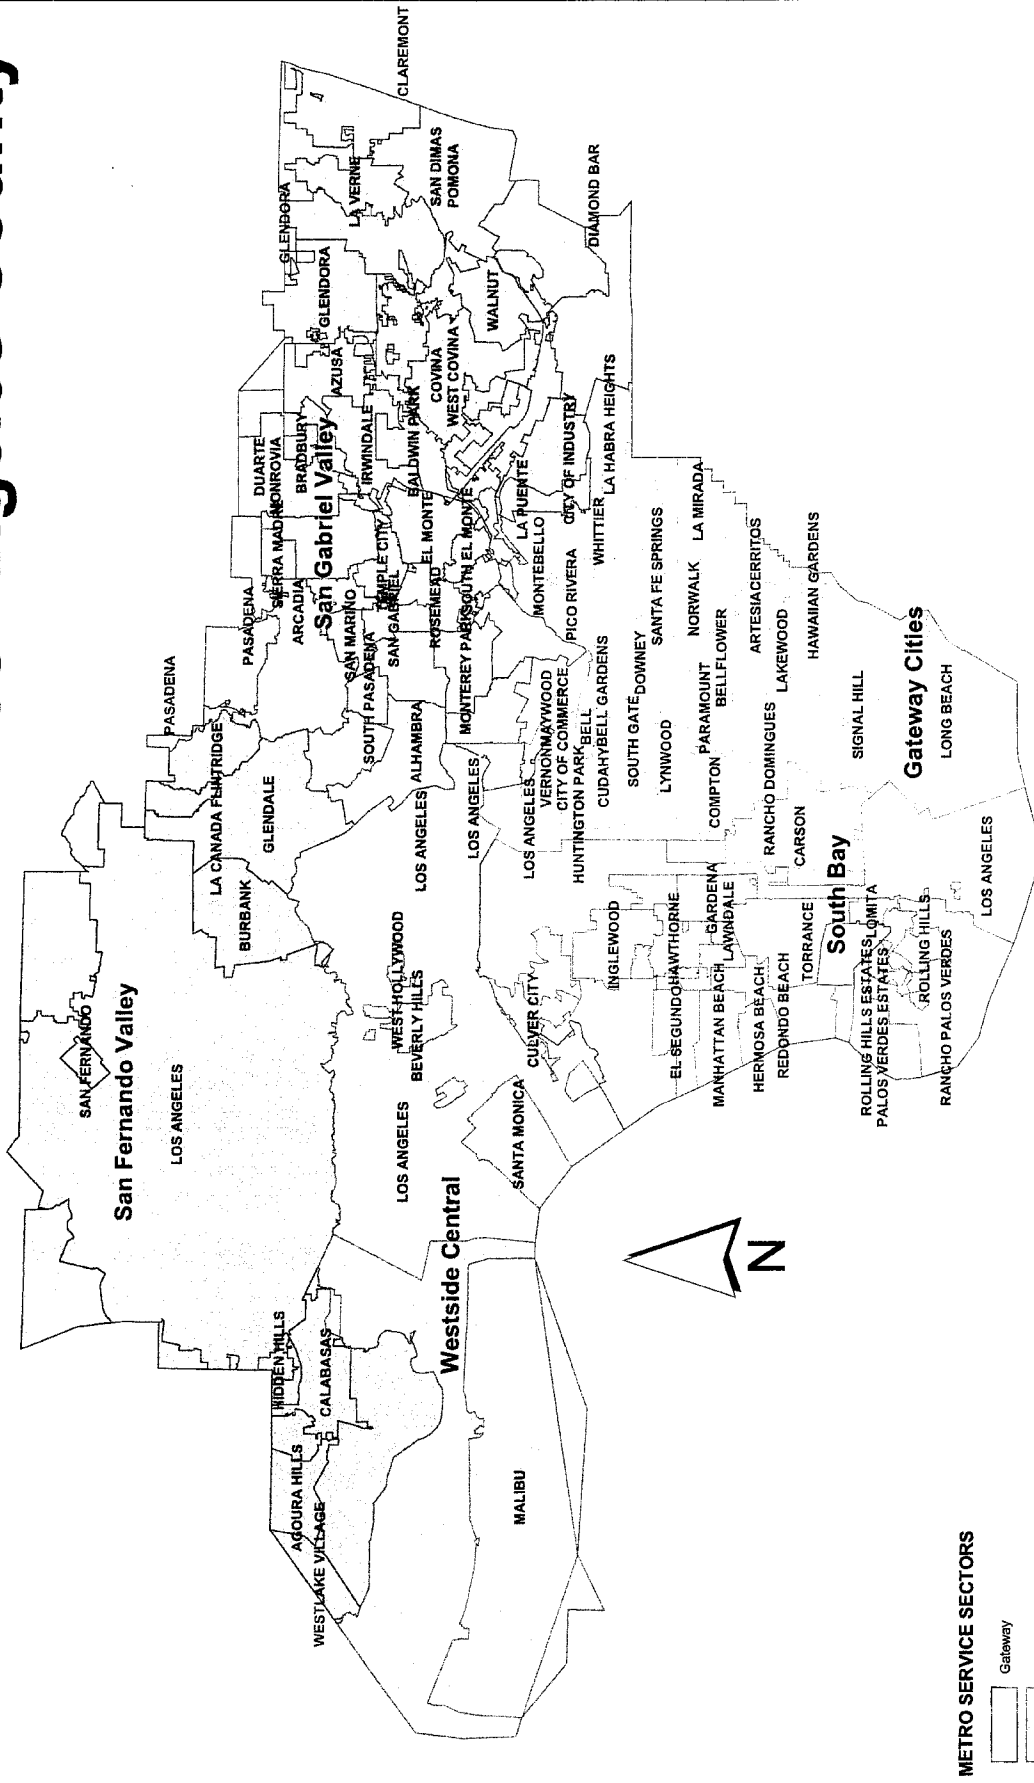 SAN FERNANDO
San Fernando Valley
LOS ANGELES
PASADENA
LA CANADA FLINTRIDGE
BURBANK
GLENDALE
PASADENA
DUARTE
MONROVIA
SIERRA MADRE
GLENDORA
HIDDEN HILLS
AGOURA HILLS
CALABASAS
WESTLAKE VILLAGE
ARCADIA
BRADBURY
San Gabriel Valley
GLENDORA
AZUSA
SAN MARINO
LA VERNE
SOUTH PASADENA
IRWINDALE
TEMPLE CITY
SAN GABRIEL
CLAREMONT
WEST HOLLYWOOD
LOS ANGELES
BEVERLY HILLS
LOS ANGELES
ALHAMBRA
BALDWIN PARK
EL MONTE
ROSEMEAD
COVINA
WEST COVINA
SAN DIMAS
POMONA
Westside Central
MONTEREY PARK
SOUTH EL MONTE
LOS ANGELES
WALNUT
MALIBU
SANTA MONICA
CULVER CITY
LOS ANGELES
LA PUENTE
MONTEBELLO
VERNON
MAYWOOD
CITY OF COMMERCE
CITY OF INDUSTRY
PICO RIVERA
HUNTINGTON PARK
BELL
DIAMOND BAR
WHITTIER
LA HABRA HEIGHTS
CUDAHY
BELL GARDENS
INGLEWOOD
SOUTH GATE
DOWNEY
SANTA FE SPRINGS
LYNWOOD
EL SEGUNDO
HAWTHORNE
NORWALK
LA MIRADA
PARAMOUNT
BELLFLOWER
GARDENA
COMPTON
MANHATTAN BEACH
LAWNDALE
ARTESIA
CERRITOS
HERMOSA BEACH
RANCHO DOMINGUES
LAKEWOOD
REDONDO BEACH
CARSON
TORRANCE
HAWAIIAN GARDENS
South Bay
SIGNAL HILL
ROLLING HILLS ESTATES
LOMITA
PALOS VERDES ESTATES
Gateway Cities
ROLLING HILLS
RANCHO PALOS VERDES
LONG BEACH
LOS ANGELES
N
METRO SERVICE SECTORS
Gateway